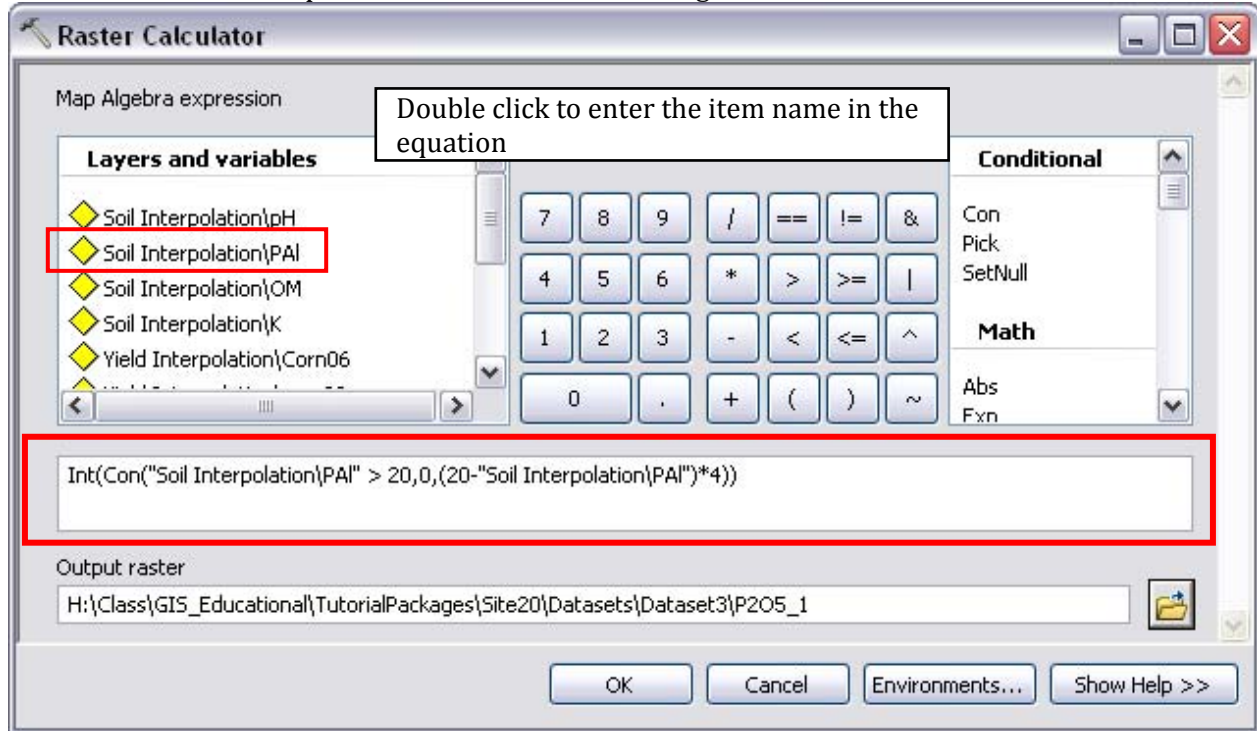 Raster Calculator
Map Algebra expression
Double click to enter the item name in the
equation
Layers and variables
Soil Interpolation\pH
Soil Interpolation\PAl
Soil Interpolation\OM
Soil Interpolation\K
Yield Interpolation\Corn06
7 8 9 / == != &
4 5 6 * > >= |
1 2 3 - < <= ^
0 . + ( ) ~
Conditional
Con
Pick
SetNull
Math
Abs
Exp
Int(Con("Soil Interpolation\PAl" > 20,0,(20-"Soil Interpolation\PAl")*4))
Output raster
H:\Class\GIS_Educational\TutorialPackages\Site20\Datasets\Dataset3\P2O5_1
OK Cancel Environments... Show Help >>